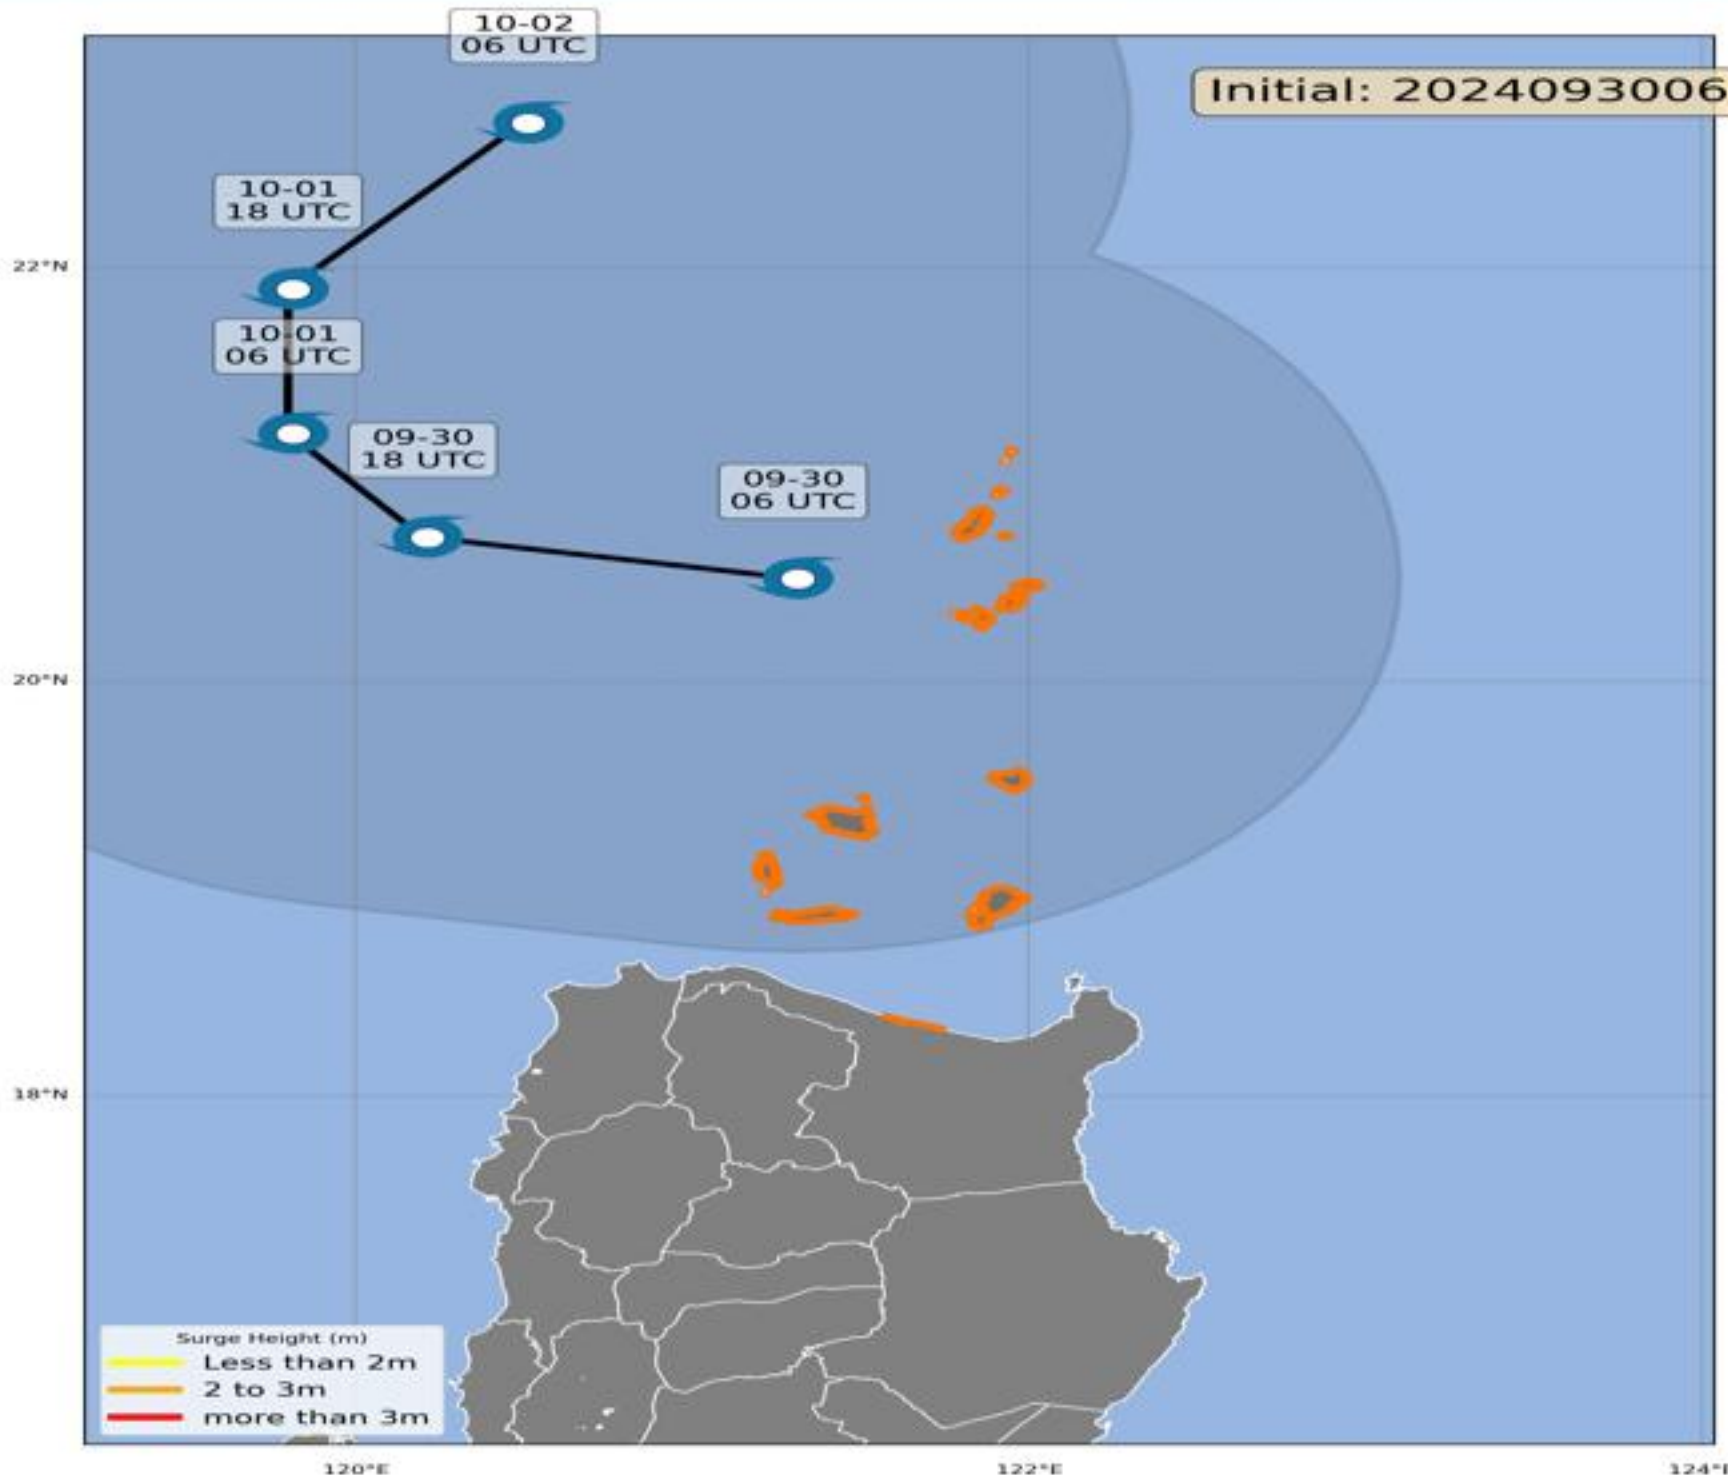 10-02
06 UTC
Initial: 2024093006
10-01
18 UTC
22°N
10-01
06 UTC
09-30
18 UTC
09-30
06 UTC
20°N
18°N
Surge Height (m)
Less than 2m
2 to 3m
more than 3m
120°E
122°E
124°E